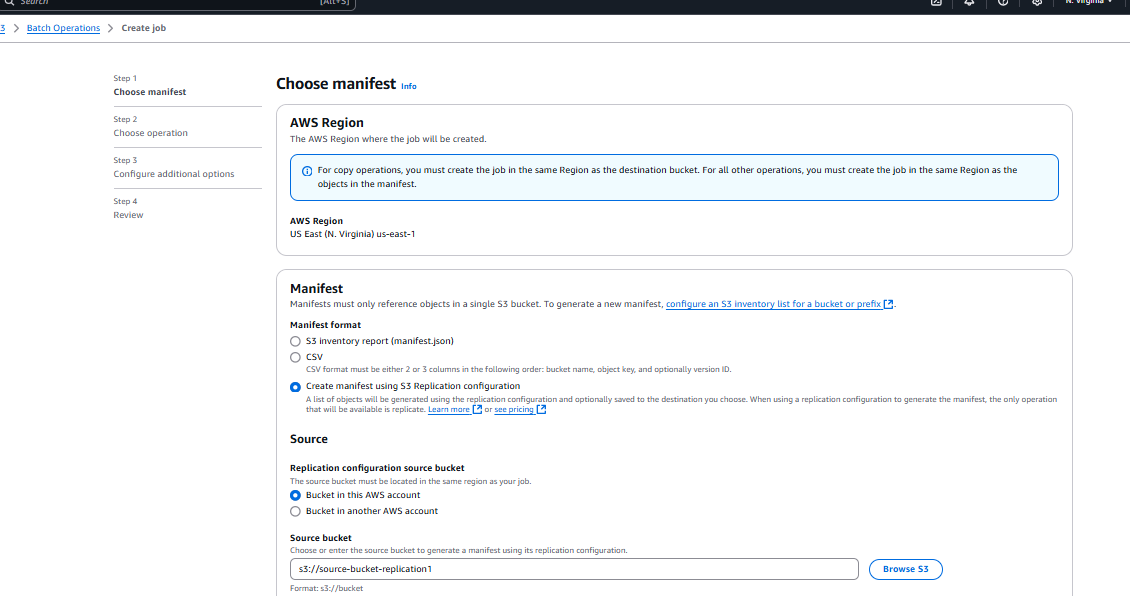 Search [Alt+S] N. Virginia
3 > Batch Operations > Create job
Step 1
Choose manifest
Step 2
Choose operation
Step 3
Configure additional options
Step 4
Review
Choose manifest Info
AWS Region
The AWS Region where the job will be created.
For copy operations, you must create the job in the same Region as the destination bucket. For all other operations, you must create the job in the same Region as the
objects in the manifest.
AWS Region
US East (N. Virginia) us-east-1
Manifest
Manifests must only reference objects in a single S3 bucket. To generate a new manifest, configure an S3 inventory list for a bucket or prefix.
Manifest format
S3 inventory report (manifest.json)
CSV
CSV format must be either 2 or 3 columns in the following order: bucket name, object key, and optionally version ID.
Create manifest using S3 Replication configuration
A list of objects will be generated using the replication configuration and optionally saved to the destination you choose. When using a replication configuration to generate the manifest, the only operation
that will be available is replicate. Learn more or see pricing
Source
Replication configuration source bucket
The source bucket must be located in the same region as your job.
Bucket in this AWS account
Bucket in another AWS account
Source bucket
Choose or enter the source bucket to generate a manifest using its replication configuration.
s3://source-bucket-replication1 Browse S3
Format: s3://bucket